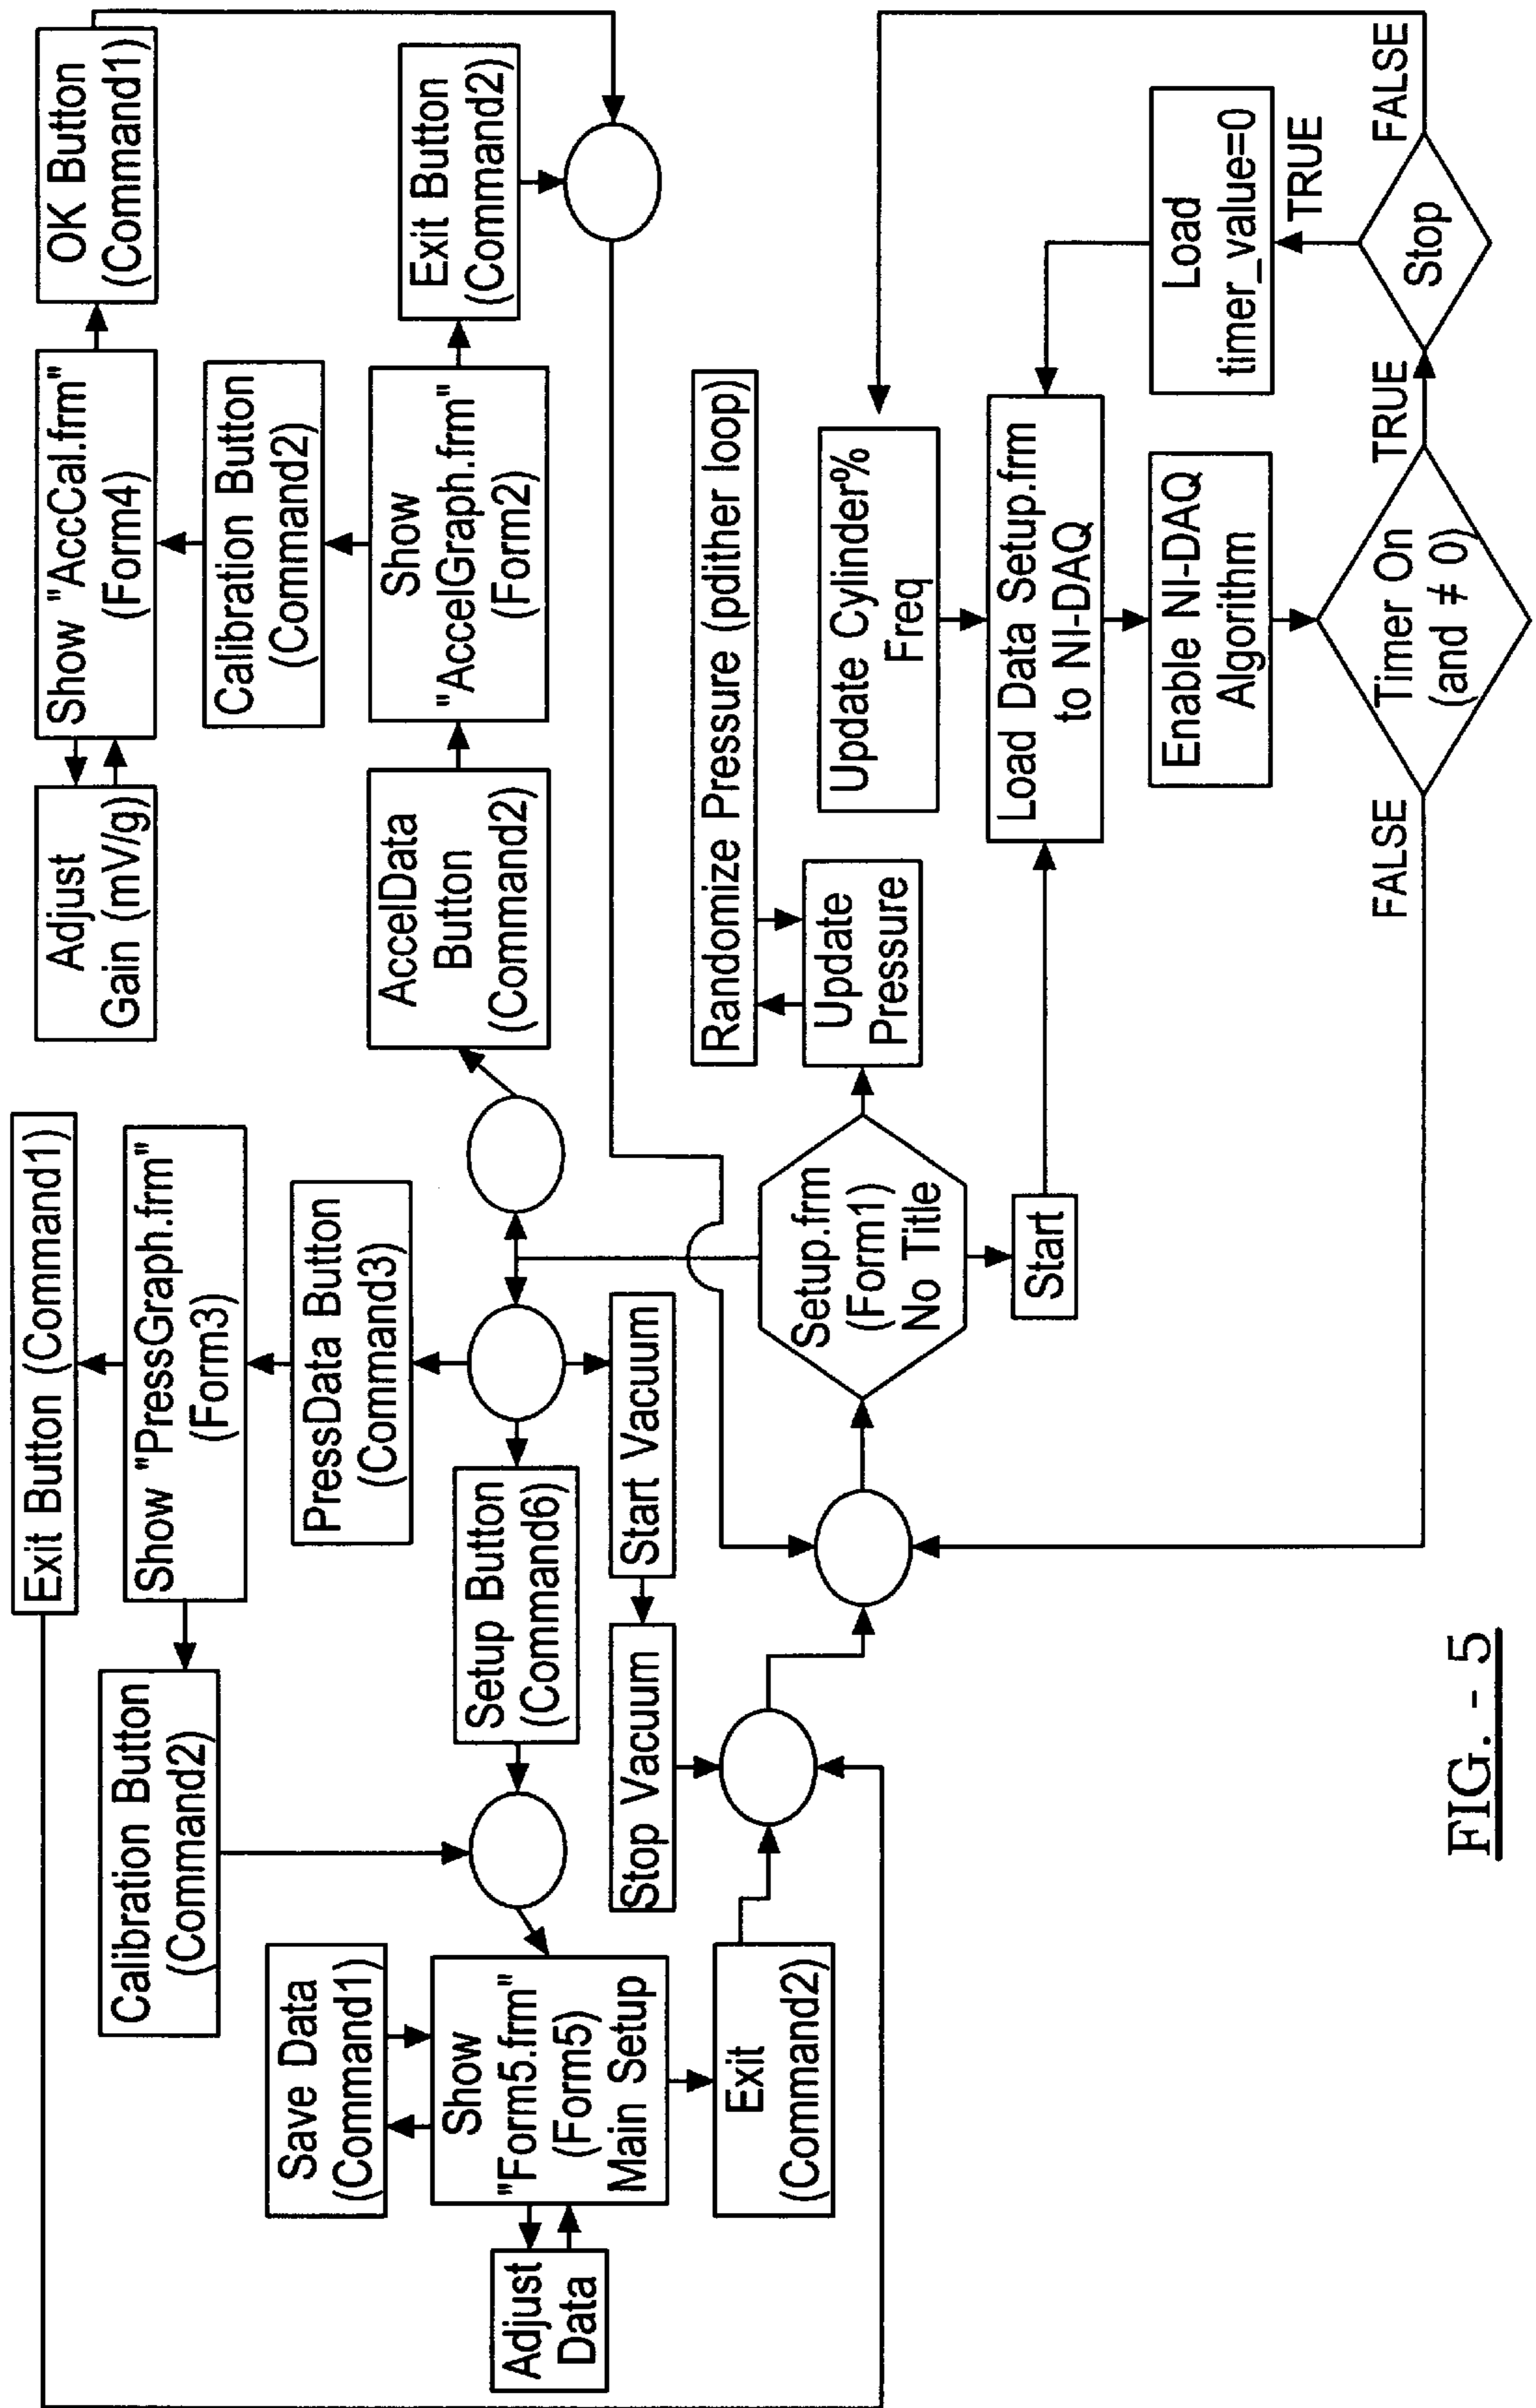 Exit Button (Command1)
Show "PressGraph.frm"
(Form3)
Calibration Button
(Command2)
PressData Button
(Command3)
Save Data
(Command1)
Show
"Form5.frm"
(Form5)
Main Setup
Adjust
Data
Setup Button
(Command6)
Stop Vacuum
Start Vacuum
Exit
(Command2)
Adjust
Gain (mV/g)
Show "AccCal.frm"
(Form4)
OK Button
(Command1)
Calibration Button
(Command2)
AccelData
Button
(Command2)
Show
"AccelGraph.frm"
(Form2)
Exit Button
(Command2)
Randomize Pressure (pdither loop)
Update
Pressure
Setup.frm
(Form1)
No Title
Start
Update Cylinder%
Freq
Load Data Setup.frm
to NI-DAQ
Enable NI-DAQ
Algorithm
Load
timer_value=0
TRUE
FALSE
Timer On
(and ≠ 0)
TRUE
Stop
FALSE
FIG. - 5